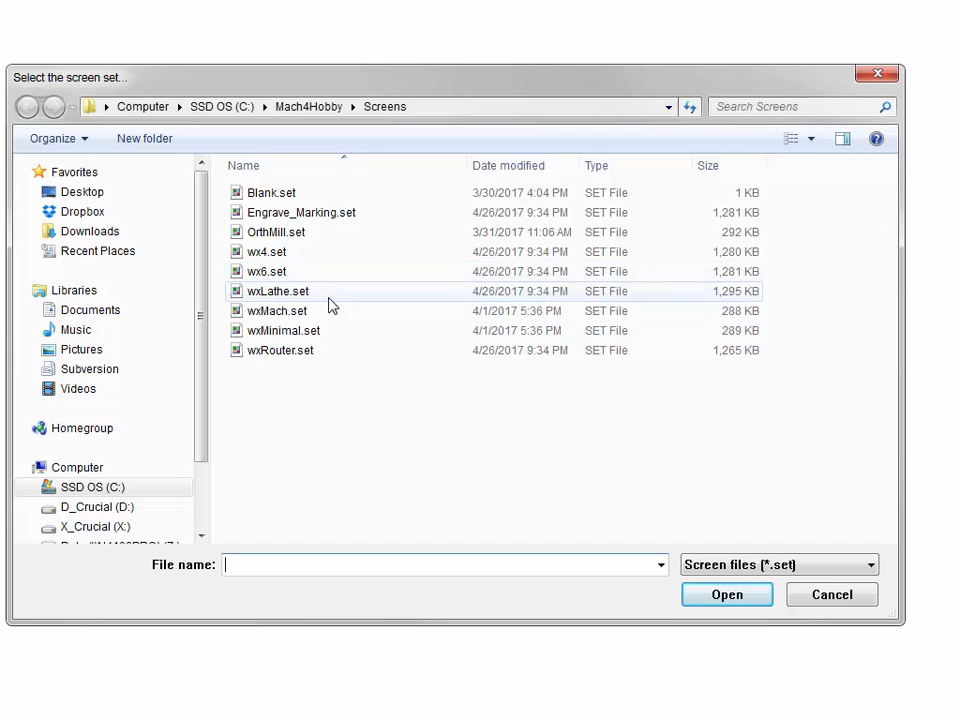 Select the screen set...
Computer SSD OS (C:) Mach4Hobby Screens Search Screens
Organize New folder
Name Date modified Type Size
Favorites
Desktop
Dropbox
Downloads
Recent Places
Libraries
Documents
Music
Pictures
Subversion
Videos
Homegroup
Computer
SSD OS (C:)
D_Crucial (D:)
X_Crucial (X:)
Blank.set 3/30/2017 4:04 PM SET File 1 KB
Engrave_Marking.set 4/26/2017 9:34 PM SET File 1,281 KB
OrthMill.set 3/31/2017 11:06 AM SET File 292 KB
wx4.set 4/26/2017 9:34 PM SET File 1,280 KB
wx6.set 4/26/2017 9:34 PM SET File 1,281 KB
wxLathe.set 4/26/2017 9:34 PM SET File 1,295 KB
wxMach.set 4/1/2017 5:36 PM SET File 288 KB
wxMinimal.set 4/1/2017 5:36 PM SET File 289 KB
wxRouter.set 4/26/2017 9:34 PM SET File 1,265 KB
File name: Screen files (*.set)
Open Cancel